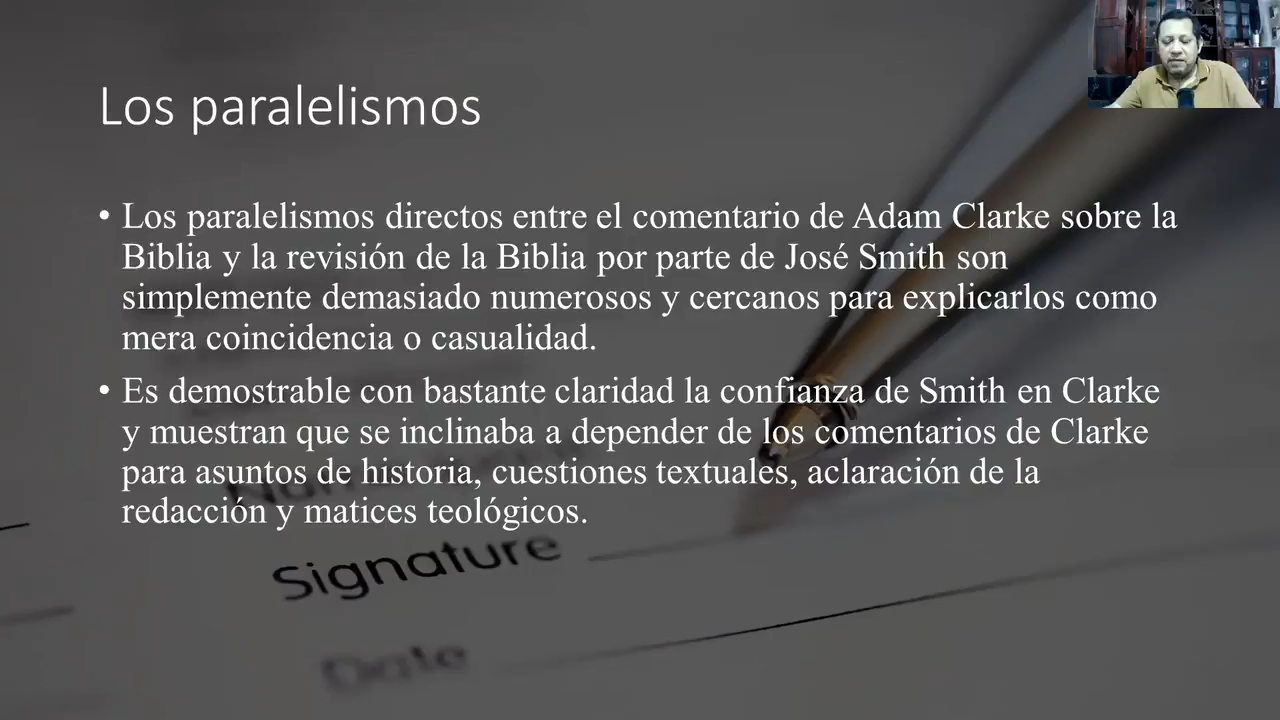 Los paralelismos
• Los paralelismos directos entre el comentario de Adam Clarke sobre la
Biblia y la revisión de la Biblia por parte de José Smith son
simplemente demasiado numerosos y cercanos para explicarlos como
mera coincidencia o casualidad.
• Es demostrable con bastante claridad la confianza de Smith en Clarke
y muestran que se inclinaba a depender de los comentarios de Clarke
para asuntos de historia, cuestiones textuales, aclaración de la
redacción y matices teológicos.
Signature
Date